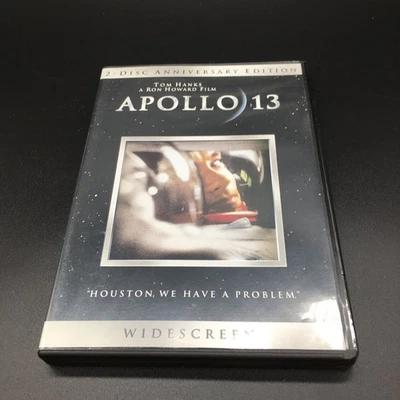 2-DISC ANNIVERSARY EDITION
TOM HANKS
A RON HOWARD FILM
APOLLO 13
"HOUSTON, WE HAVE A PROBLEM."
WIDESCREEN